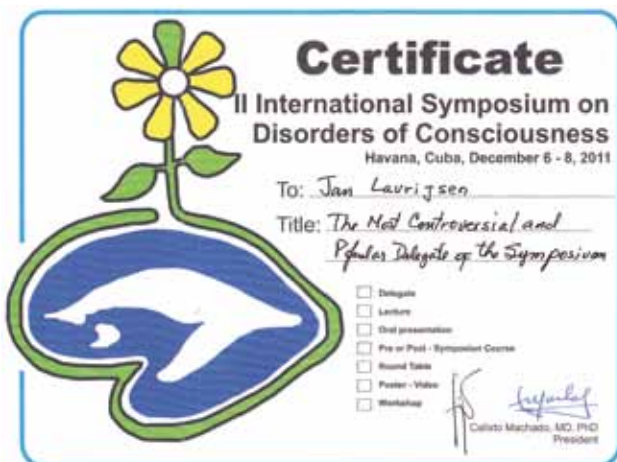 Certificate
II International Symposium on
Disorders of Consciousness
Havana, Cuba, December 6 - 8, 2011
To: Jan Laurijsen
Title: The Most Controversial and
Popular Delegate of the Symposium
Delegate
Lecture
Oral presentation
Pre or Post - Symposium Course
Round Table
Poster - Video
Workshop
Calixto Machado, MD, PhD
President